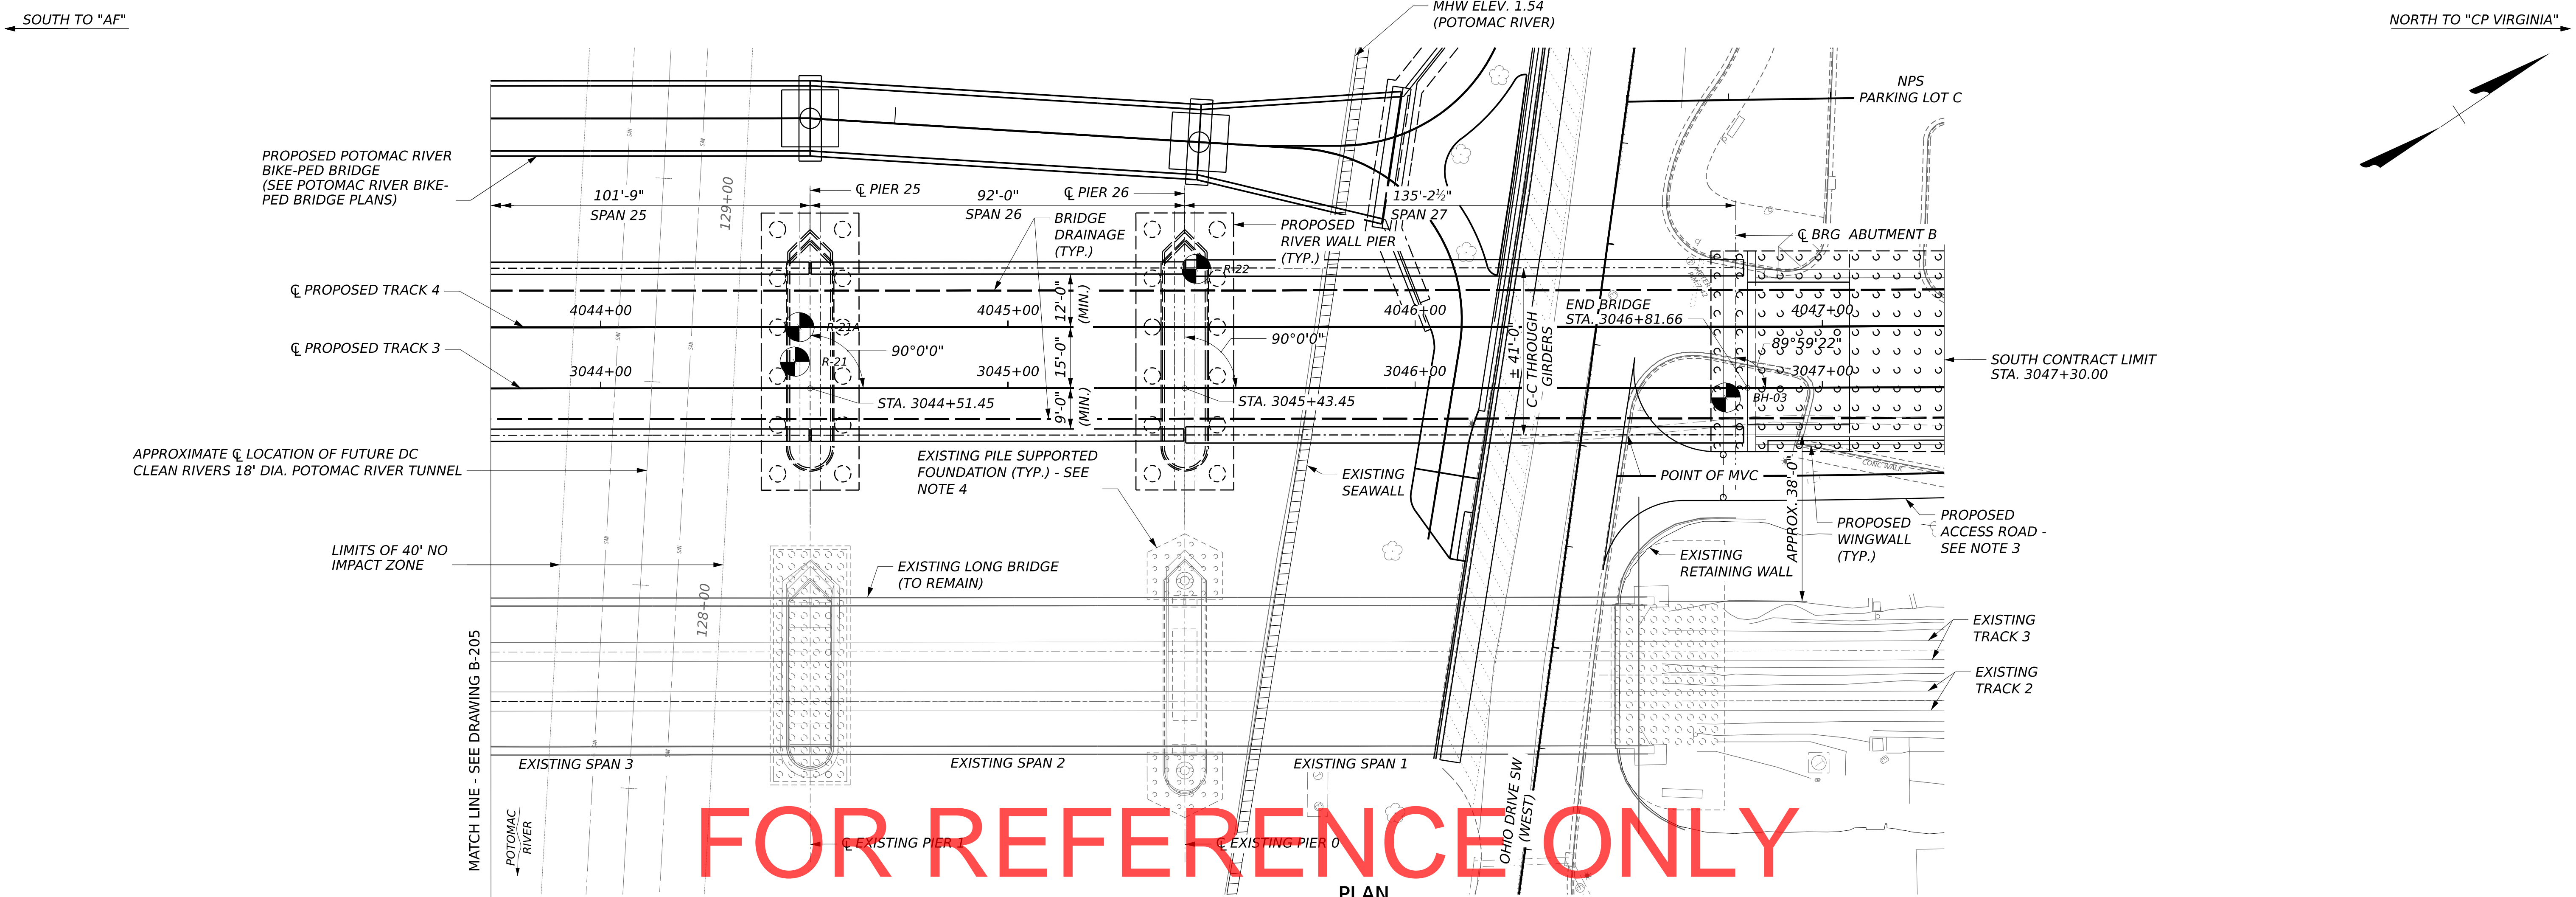 SOUTH TO "AF"
NORTH TO "CP VIRGINIA"
MHW ELEV. 1.54
(POTOMAC RIVER)
NPS
PARKING LOT C
PROPOSED POTOMAC RIVER
BIKE-PED BRIDGE
(SEE POTOMAC RIVER BIKE-
PED BRIDGE PLANS)
129+00
101'-9"
SPAN 25
℄ PIER 25
92'-0"
SPAN 26
℄ PIER 26
135'-2½"
SPAN 27
BRIDGE
DRAINAGE
(TYP.)
PROPOSED
RIVER WALL PIER
(TYP.)
℄ BRG ABUTMENT B
R-22
℄ PROPOSED TRACK 4
4044+00
4045+00
12'-0"
(MIN.)
4046+00
END BRIDGE
STA. 3046+81.66
4047+00
R-21A
90°0'0"
90°0'0"
89°59'22"
± 41'-0"
C-C THROUGH
GIRDERS
℄ PROPOSED TRACK 3
R-21
15'-0"
3044+00
3045+00
3046+00
3047+00
SOUTH CONTRACT LIMIT
STA. 3047+30.00
STA. 3044+51.45
9'-0"
(MIN.)
STA. 3045+43.45
BH-03
APPROXIMATE ℄ LOCATION OF FUTURE DC
CLEAN RIVERS 18' DIA. POTOMAC RIVER TUNNEL
EXISTING PILE SUPPORTED
FOUNDATION (TYP.) - SEE
NOTE 4
EXISTING
SEAWALL
POINT OF MVC
CONC WALK
APPROX. 38'-0"
PROPOSED
WINGWALL
(TYP.)
PROPOSED
ACCESS ROAD -
SEE NOTE 3
LIMITS OF 40' NO
IMPACT ZONE
EXISTING LONG BRIDGE
(TO REMAIN)
EXISTING
RETAINING WALL
128+00
EXISTING
TRACK 3
EXISTING
TRACK 2
MATCH LINE - SEE DRAWING B-205
EXISTING SPAN 3
EXISTING SPAN 2
EXISTING SPAN 1
POTOMAC
RIVER
OHIO DRIVE SW
(WEST)
℄ EXISTING PIER 1
℄ EXISTING PIER 0
FOR REFERENCE ONLY
PLAN